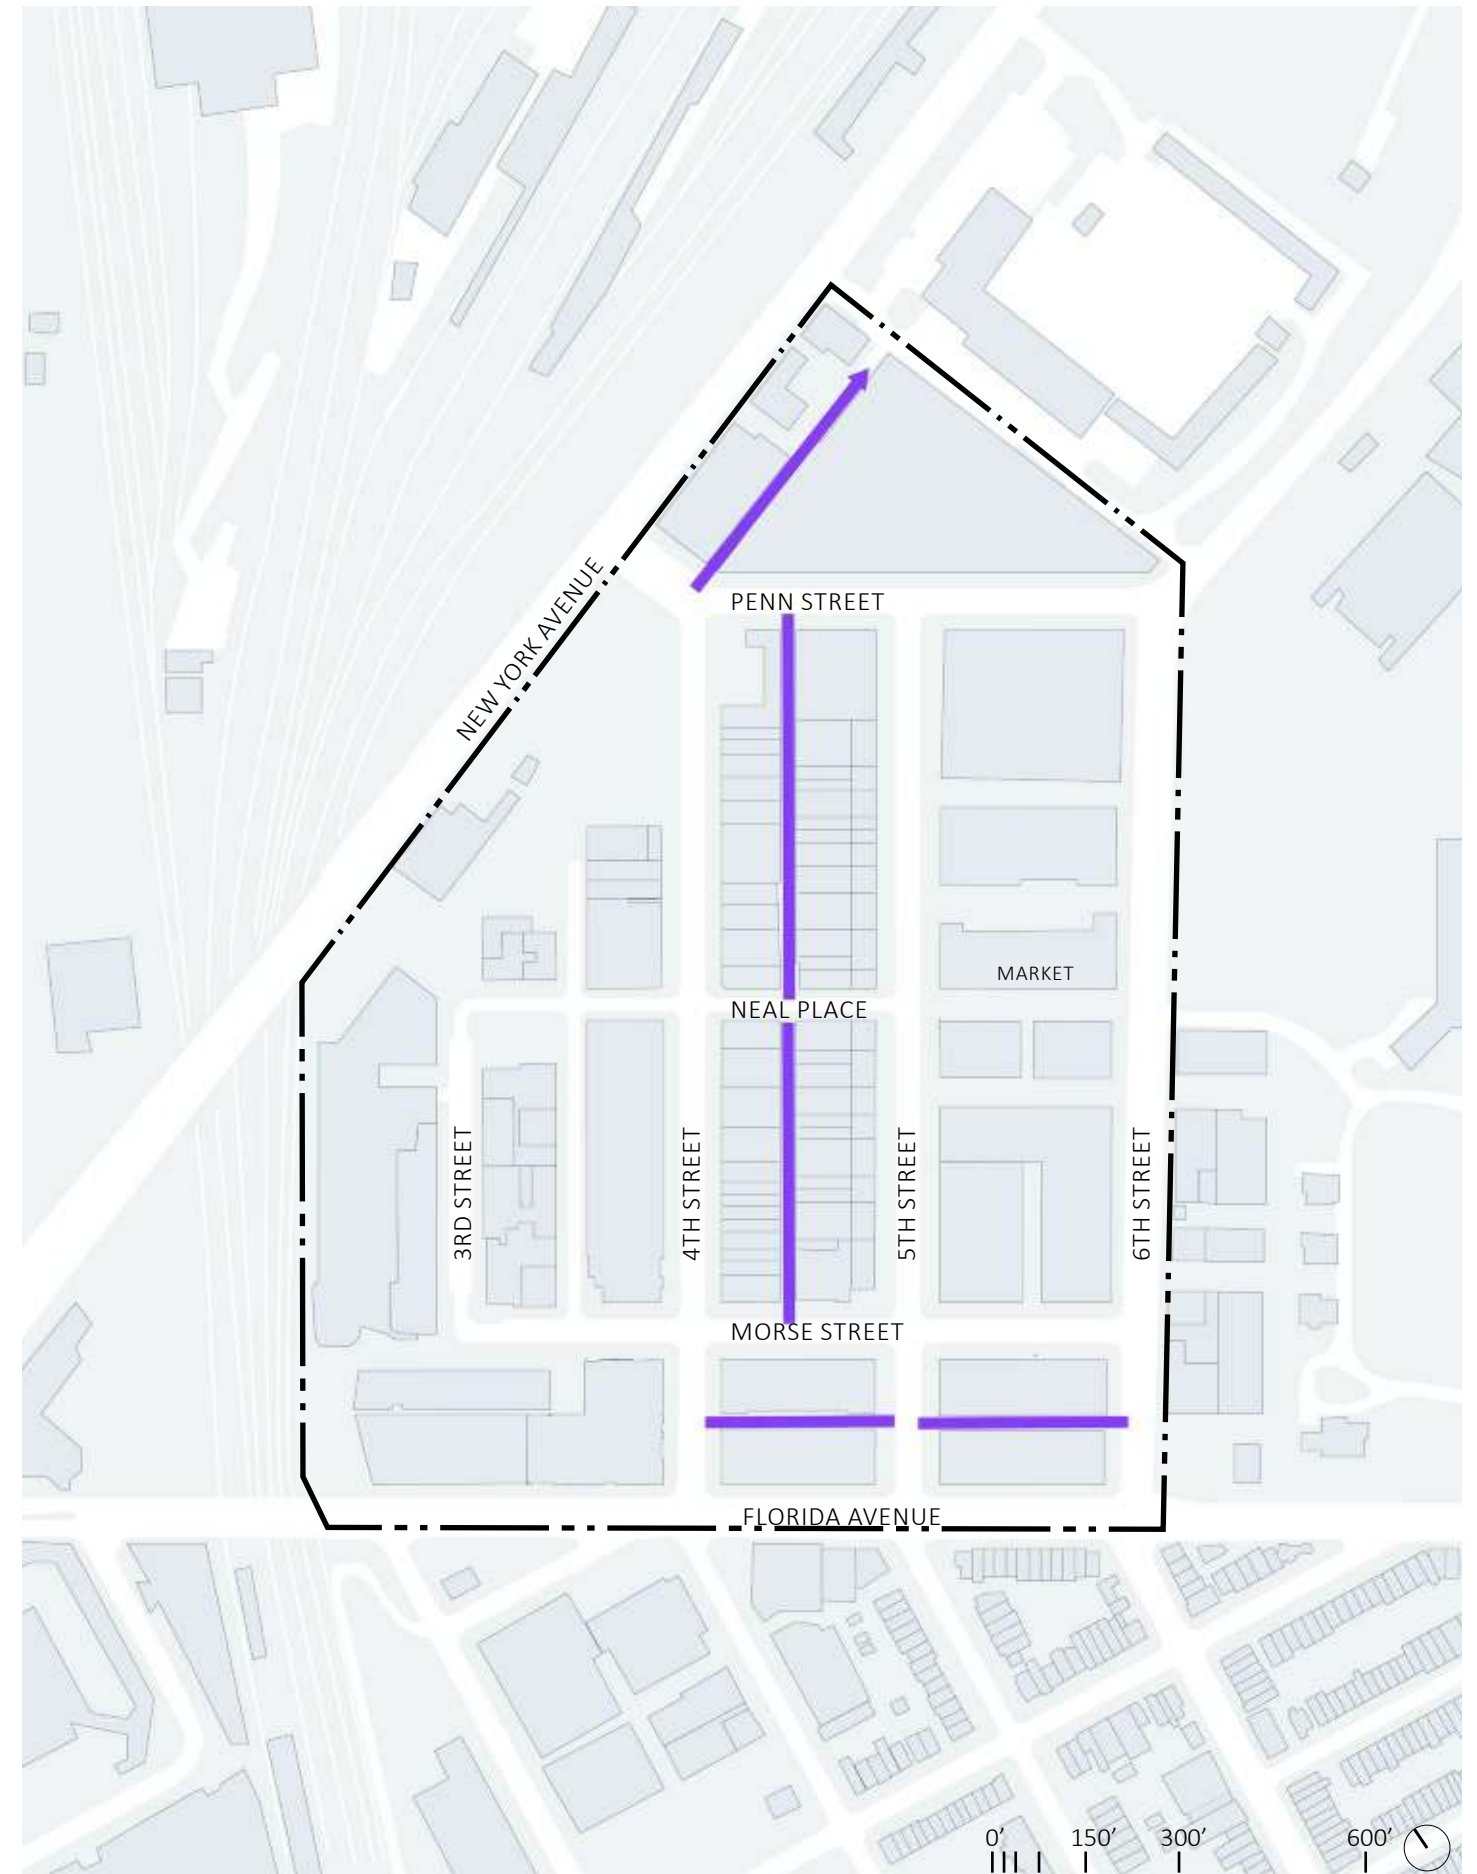 PENN STREET
NEW YORK AVENUE
MARKET
NEAL PLACE
3RD STREET
4TH STREET
5TH STREET
6TH STREET
MORSE STREET
FLORIDA AVENUE
0’ 150’ 300’ 600’